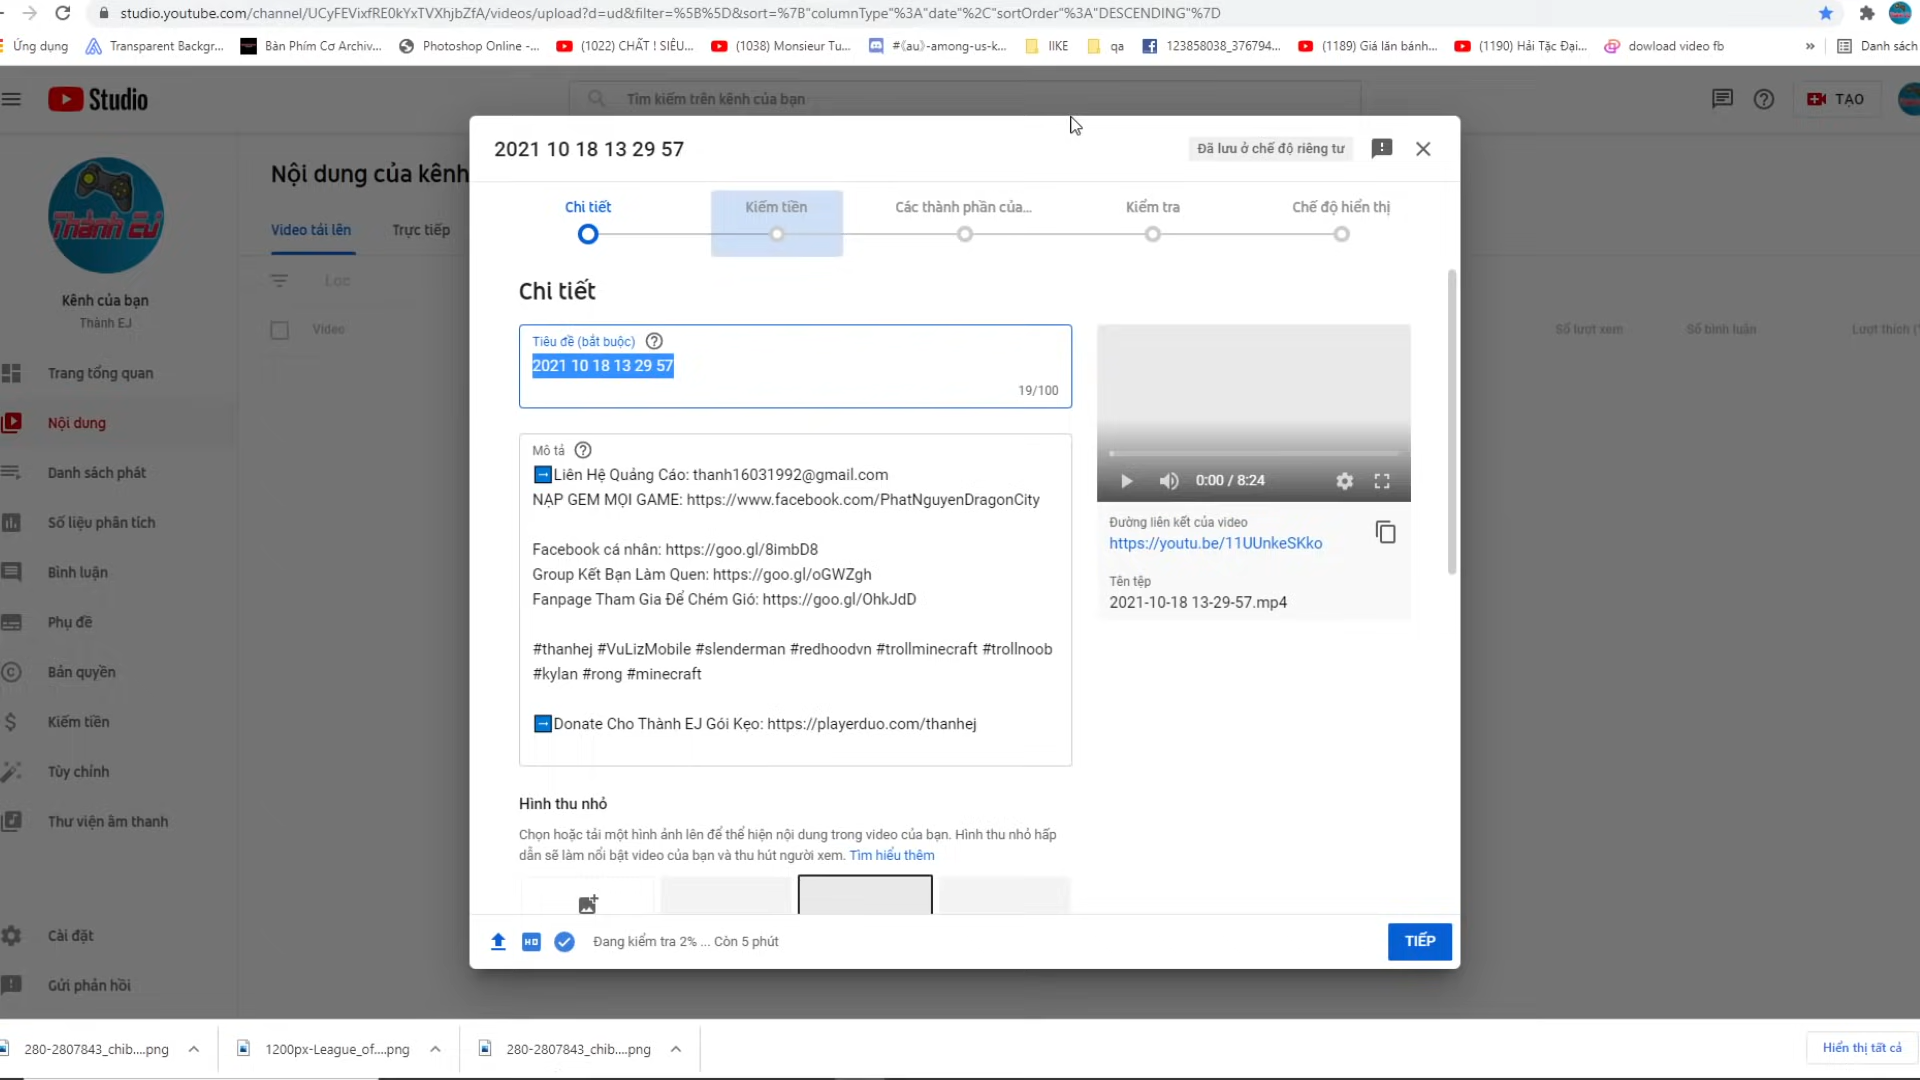 studio.youtube.com/channel/UCyFEVixfRE0kYxTVXhjbZfA/videos/upload?d=ud&filter=%5B%5D&sort=%7B"columnType"%3A"date"%2C"sortOrder"%3A"DESCENDING"%7D
Ứng dụng
Transparent Backgr...
Bàn Phím Cơ Archiv...
Photoshop Online -...
(1022) CHẤT ! SIÊU...
(1038) Monsieur Tu...
#《au》-among-us-k...
IIKE
qa
123858038_376794...
(1189) Giá lăn bánh...
(1190) Hải Tặc Đại...
dowload video fb
»
Danh sách
Studio
Tìm kiếm trên kênh của bạn
TẠO
Thành EJ
Kênh của bạn
Thành EJ
Trang tổng quan
Nội dung
Danh sách phát
Số liệu phân tích
Bình luận
Phụ đề
Bản quyền
Kiếm tiền
Tùy chỉnh
Thư viện âm thanh
Cài đặt
Gửi phản hồi
Nội dung của kênh
Video tải lên
Trực tiếp
Lọc
Video
Số lượt xem
Số bình luận
Lượt thích (
2021 10 18 13 29 57
Đã lưu ở chế độ riêng tư
Chi tiết
Kiếm tiền
Các thành phần của...
Kiểm tra
Chế độ hiển thị
Chi tiết
Tiêu đề (bắt buộc)
2021 10 18 13 29 57
19/100
Mô tả
➡Liên Hệ Quảng Cáo: thanh16031992@gmail.com
NẠP GEM MỌI GAME: https://www.facebook.com/PhatNguyenDragonCity
Facebook cá nhân: https://goo.gl/8imbD8
Group Kết Bạn Làm Quen: https://goo.gl/oGWZgh
Fanpage Tham Gia Để Chém Gió: https://goo.gl/OhkJdD
#thanhej #VuLizMobile #slenderman #redhoodvn #trollminecraft #trollnoob
#kylan #rong #minecraft
➡Donate Cho Thành EJ Gói Kẹo: https://playerduo.com/thanhej
0:00 / 8:24
Đường liên kết của video
https://youtu.be/11UUnkeSKko
Tên tệp
2021-10-18 13-29-57.mp4
Hình thu nhỏ
Chọn hoặc tải một hình ảnh lên để thể hiện nội dung trong video của bạn. Hình thu nhỏ hấp
dẫn sẽ làm nổi bật video của bạn và thu hút người xem. Tìm hiểu thêm
HD
Đang kiểm tra 2% ... Còn 5 phút
TIẾP
280-2807843_chib....png
1200px-League_of....png
280-2807843_chib....png
Hiển thị tất cả